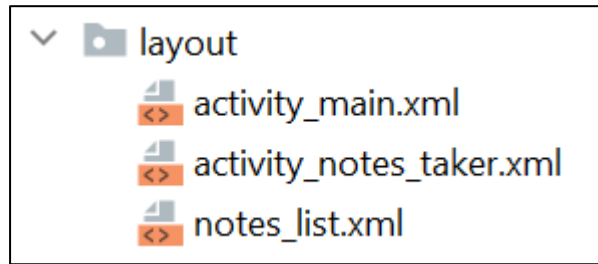 layout
activity_main.xml
activity_notes_taker.xml
notes_list.xml